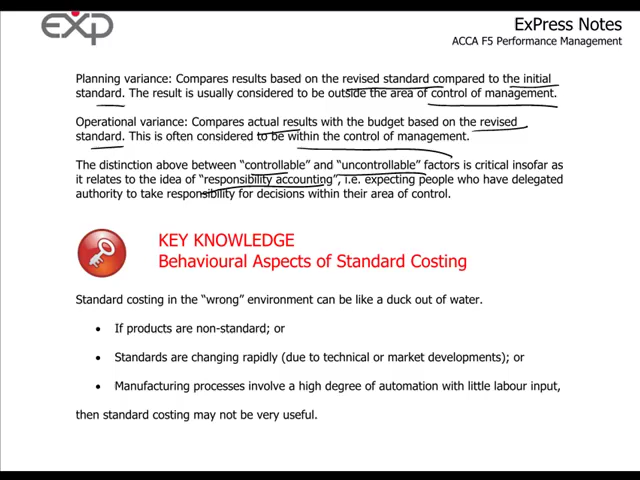 exp
ExPress Notes
ACCA F5 Performance Management
Planning variance: Compares results based on the revised standard compared to the initial
standard. The result is usually considered to be outside the area of control of management.
Operational variance: Compares actual results with the budget based on the revised
standard. This is often considered to be within the control of management.
The distinction above between “controllable” and “uncontrollable” factors is critical insofar as
it relates to the idea of “responsibility accounting”, i.e. expecting people who have delegated
authority to take responsibility for decisions within their area of control.
KEY KNOWLEDGE
Behavioural Aspects of Standard Costing
Standard costing in the “wrong” environment can be like a duck out of water.
• If products are non-standard; or
• Standards are changing rapidly (due to technical or market developments); or
• Manufacturing processes involve a high degree of automation with little labour input,
then standard costing may not be very useful.